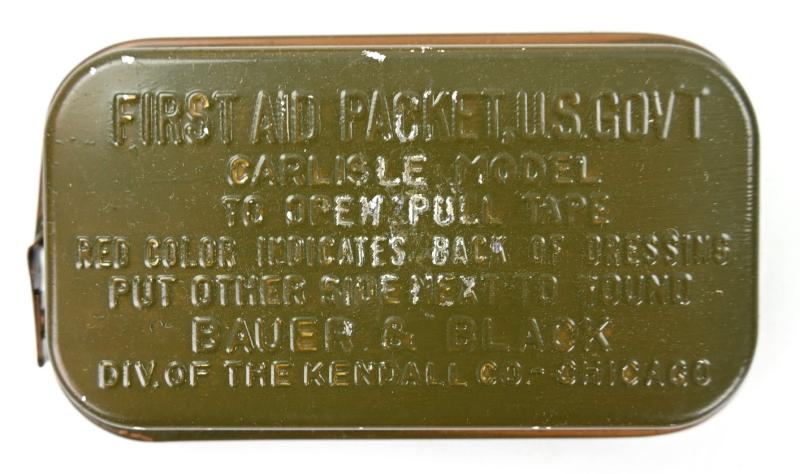 FIRST AID PACKET, U.S. GOV'T
CARLISLE MODEL
TO OPEN PULL TAPE
RED COLOR INDICATES BACK OF DRESSING
PUT OTHER SIDE NEXT TO WOUND
BAUER & BLACK
DIV. OF THE KENDALL CO.- CHICAGO